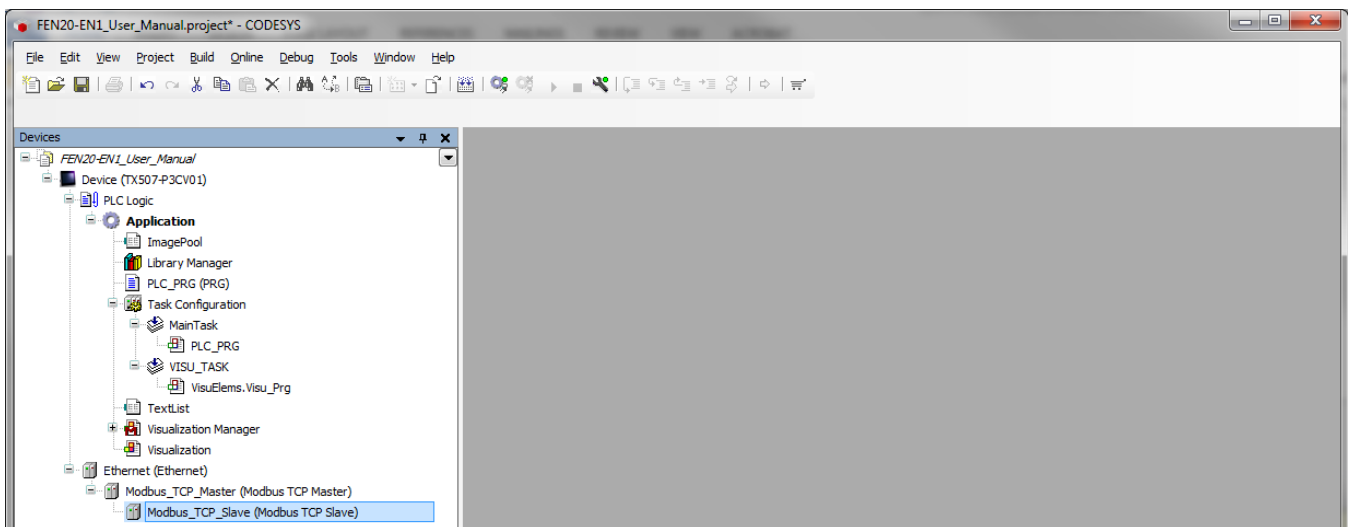 FEN20-EN1_User_Manual.project* - CODESYS
File Edit View Project Build Online Debug Tools Window Help
Devices
FEN20-EN1_User_Manual
Device (TX507-P3CV01)
PLC Logic
Application
ImagePool
Library Manager
PLC_PRG (PRG)
Task Configuration
MainTask
PLC_PRG
VISU_TASK
VisuElems.Visu_Prg
TextList
Visualization Manager
Visualization
Ethernet (Ethernet)
Modbus_TCP_Master (Modbus TCP Master)
Modbus_TCP_Slave (Modbus TCP Slave)